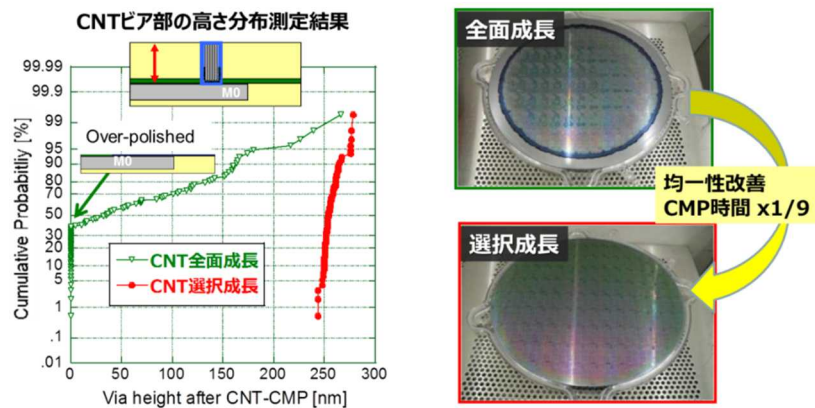 CNTビア部の高さ分布測定結果
M0
Over-polished
M0
Cumulative Probabitliy [%]
99.99
99.9
99
95
90
80
70
50
30
20
10
5
1
.1
.01
CNT全面成長
CNT選択成長
0
50
100
150
200
250
300
Via height after CNT-CMP [nm]
全面成長
均一性改善
CMP時間 x1/9
選択成長